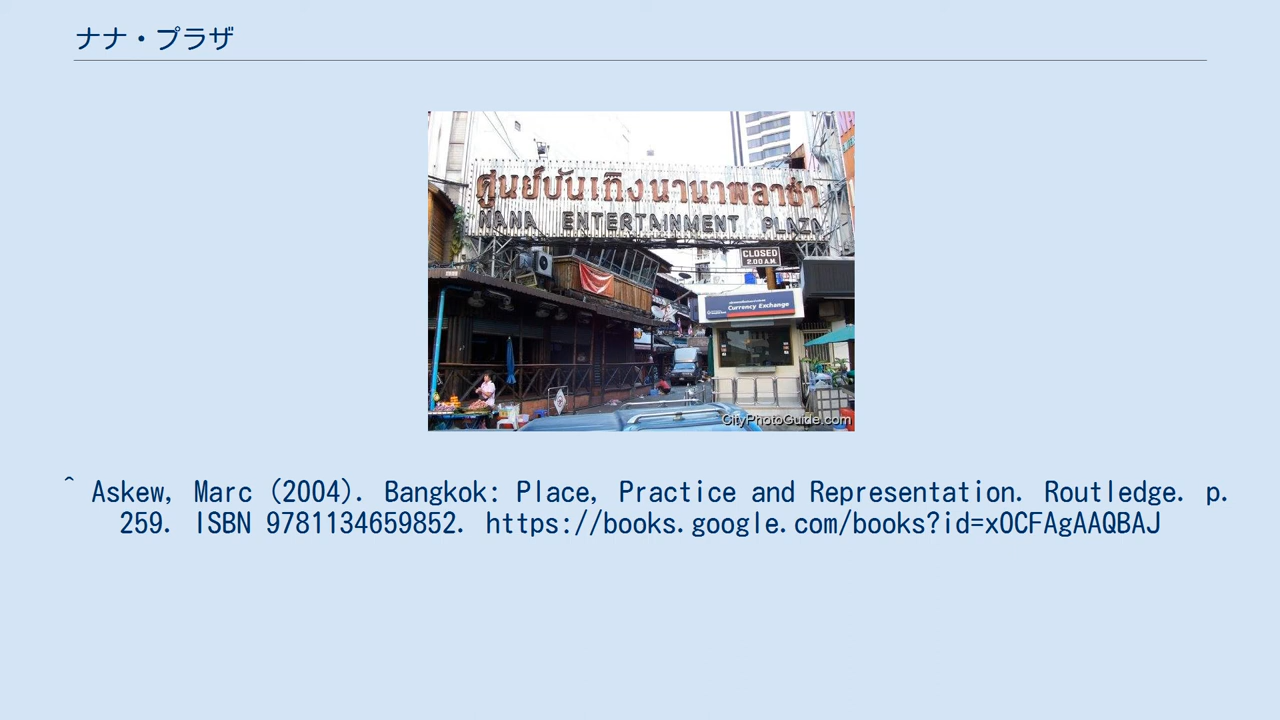 ナナ・プラザ
ศูนย์บันเทิงนานาพลาซ่า
NANA ENTERTAINMENT PLAZA
CLOSED
2.00 A.M.
Currency Exchange
CityPhotoGuide.com
^ Askew, Marc (2004). Bangkok: Place, Practice and Representation. Routledge. p.
259. ISBN 9781134659852. https://books.google.com/books?id=xOCFAgAAQBAJ